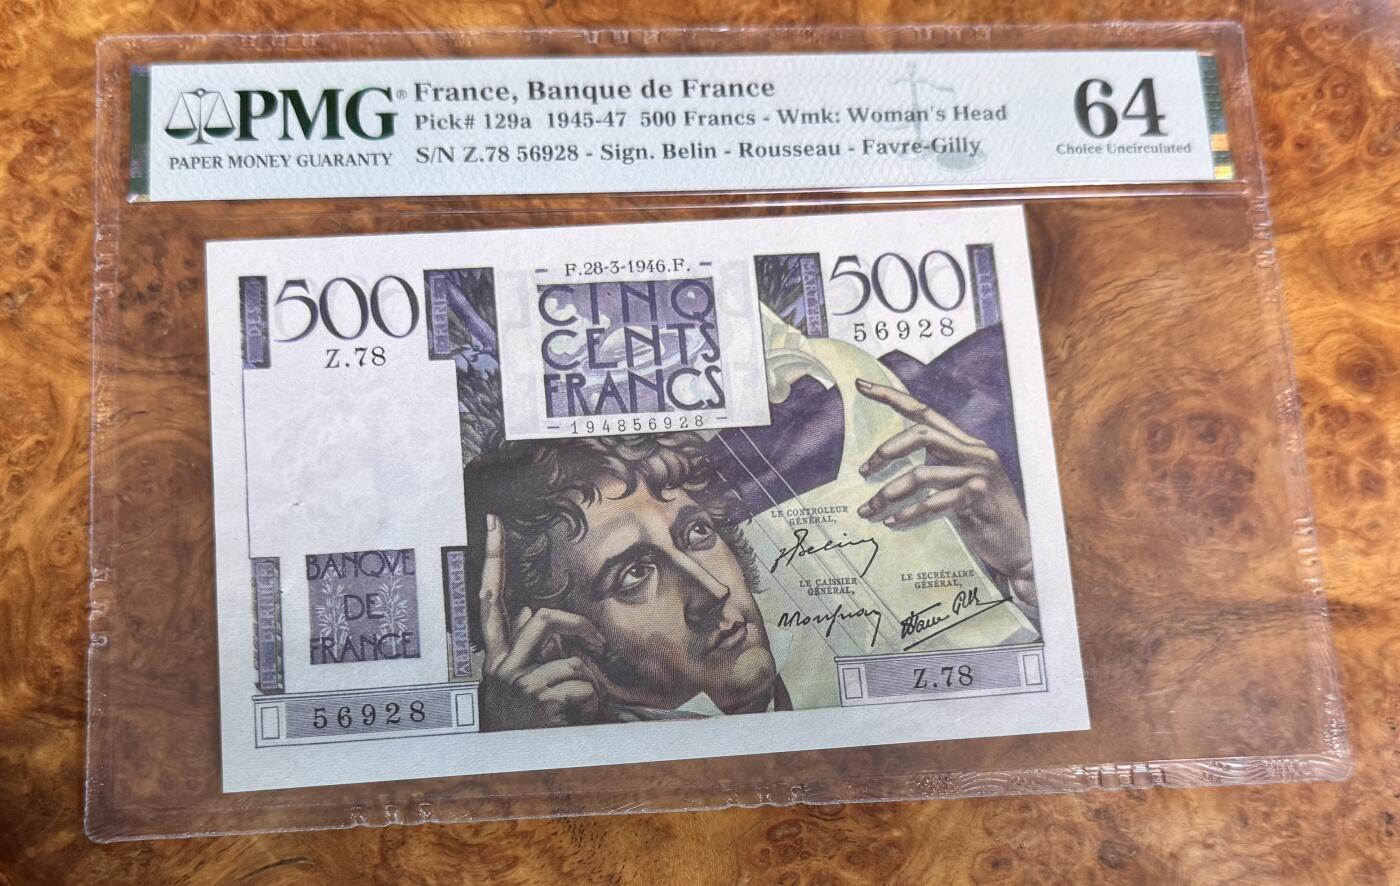 PMG®
PAPER MONEY GUARANTY
France, Banque de France
Pick# 129a 1945-47 500 Francs - Wmk: Woman's Head
S/N Z.78 56928 - Sign. Belin - Rousseau - Favre-Gilly
64
Choice Uncirculated
500
Z.78
F.28-3-1946.F.
CINQ
CENTS
FRANCS
194856928
500
56928
LE CONTROLEUR
GÉNÉRAL,
LE CAISSIER
GÉNÉRAL,
LE SECRÉTAIRE
GÉNÉRAL,
BANQVE
DE
FRANCE
56928
Z.78